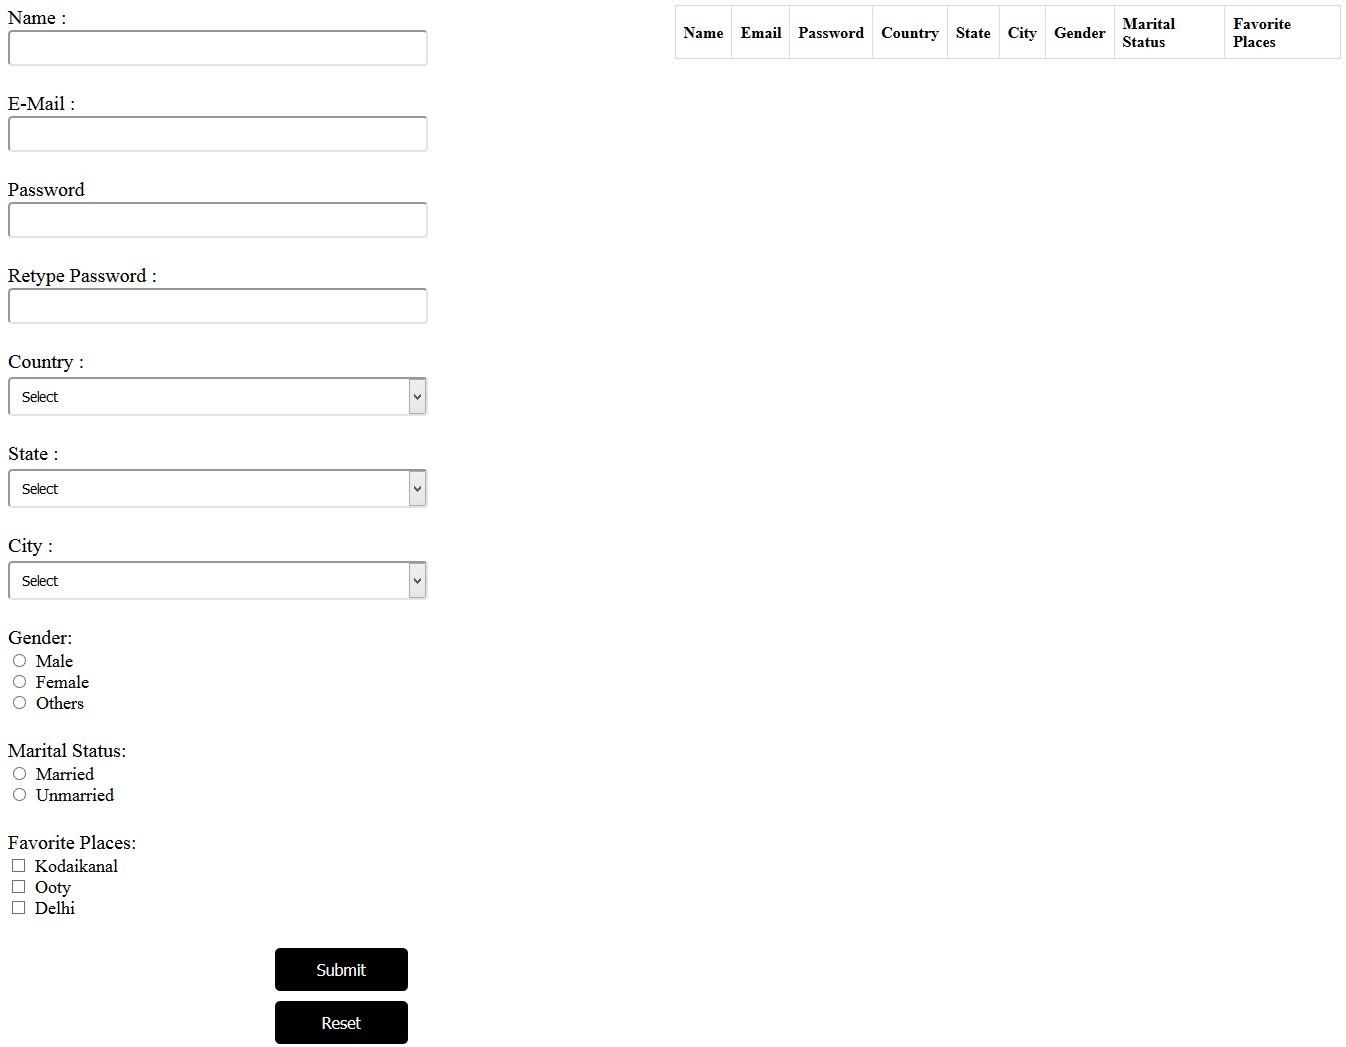 Name :
E-Mail :
Password
Retype Password :
Country :
Select
State :
Select
City :
Select
Gender:
Male
Female
Others
Marital Status:
Married
Unmarried
Favorite Places:
Kodaikanal
Ooty
Delhi
Submit
Reset
Name Email Password Country State City Gender Marital Status Favorite Places